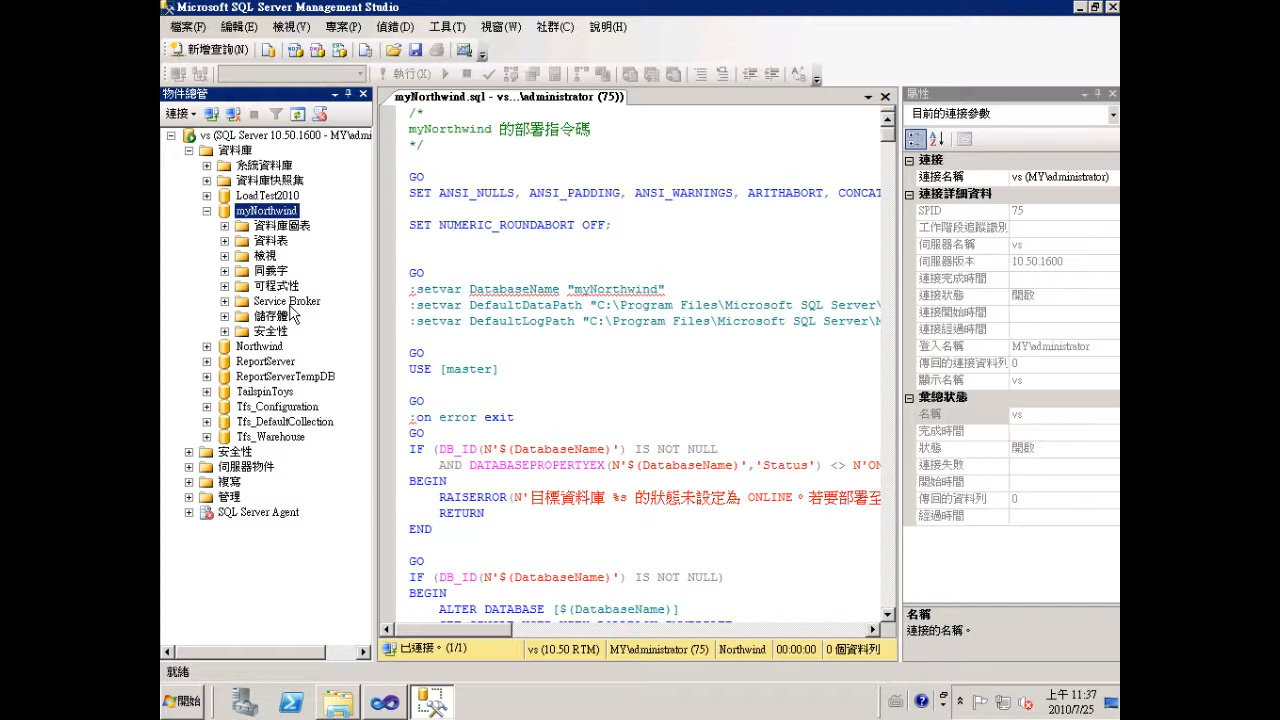 Microsoft SQL Server Management Studio
檔案(F) 編輯(E) 檢視(V) 專案(P) 偵錯(D) 工具(T) 視窗(W) 社群(C) 說明(H)
新增查詢(N)
執行(X)
物件總管
連接
vs (SQL Server 10.50.1600 - MY\admi
資料庫
系統資料庫
資料庫快照集
LoadTest2010
myNorthwind
資料庫圖表
資料表
檢視
同義字
可程式性
Service Broker
儲存體
安全性
Northwind
ReportServer
ReportServerTempDB
TailspinToys
Tfs_Configuration
Tfs_DefaultCollection
Tfs_Warehouse
安全性
伺服器物件
複寫
管理
SQL Server Agent
myNorthwind.sql - vs...\administrator (75))
/*
myNorthwind 的部署指令碼
*/
GO
SET ANSI_NULLS, ANSI_PADDING, ANSI_WARNINGS, ARITHABORT, CONCAT
SET NUMERIC_ROUNDABORT OFF;
GO
:setvar DatabaseName "myNorthwind"
:setvar DefaultDataPath "C:\Program Files\Microsoft SQL Server\
:setvar DefaultLogPath "C:\Program Files\Microsoft SQL Server\M
GO
USE [master]
GO
:on error exit
GO
IF (DB_ID(N'$(DatabaseName)') IS NOT NULL
AND DATABASEPROPERTYEX(N'$(DatabaseName)','Status') <> N'ON
BEGIN
RAISERROR(N'目標資料庫 %s 的狀態未設定為 ONLINE。若要部署至
RETURN
END
GO
IF (DB_ID(N'$(DatabaseName)') IS NOT NULL)
BEGIN
ALTER DATABASE [$(DatabaseName)]
已連接。(1/1) vs (10.50 RTM) MY\administrator (75) Northwind 00:00:00 0 個資料列
屬性
目前的連接參數
連接
連接名稱 vs (MY\administrator)
連接詳細資料
SPID 75
工作階段追蹤識別
伺服器名稱 vs
伺服器版本 10.50.1600
連接完成時間
連接狀態 開啟
連接開始時間
連接經過時間
登入名稱 MY\administrator
傳回的連接資料列 0
顯示名稱 vs
彙總狀態
名稱 vs
完成時間
狀態 開啟
連接失敗
開始時間
傳回的資料列 0
經過時間
名稱
連接的名稱。
就緒
開始
上午 11:37
2010/7/25